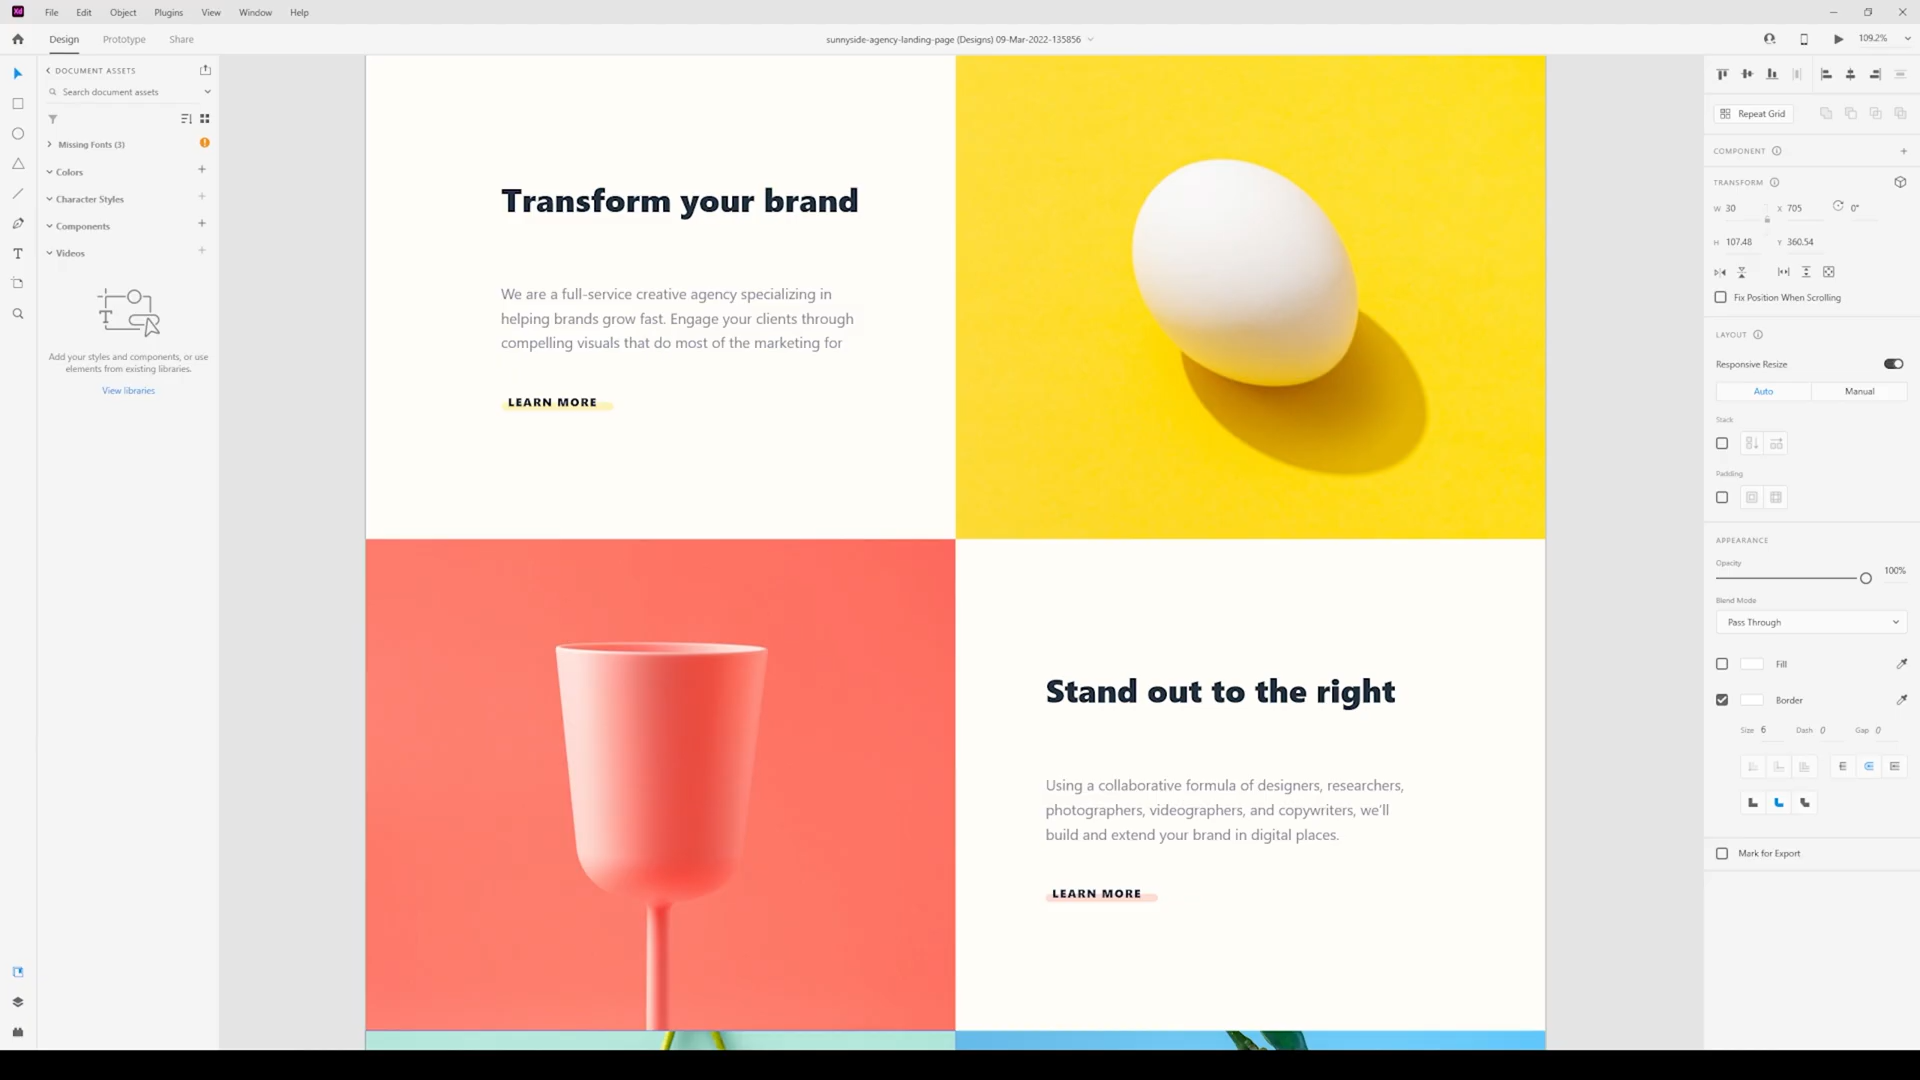 Xd File Edit Object Plugins View Window Help
Design Prototype Share
sunnyside-agency-landing-page (Designs) 09-Mar-2022-135856
109.2%
DOCUMENT ASSETS
Search document assets
Missing Fonts (3)
Colors
Character Styles
Components
Videos
Add your styles and components, or use
elements from existing libraries.
View libraries
Transform your brand
We are a full-service creative agency specializing in
helping brands grow fast. Engage your clients through
compelling visuals that do most of the marketing for
LEARN MORE
Stand out to the right
Using a collaborative formula of designers, researchers,
photographers, videographers, and copywriters, we'll
build and extend your brand in digital places.
LEARN MORE
Repeat Grid
COMPONENT
TRANSFORM
W 30 X 705 0°
H 107.48 Y 360.54
Fix Position When Scrolling
LAYOUT
Responsive Resize
Auto Manual
Stack
Padding
APPEARANCE
Opacity
100%
Blend Mode
Pass Through
Fill
Border
Size 6 Dash 0 Gap 0
Mark for Export